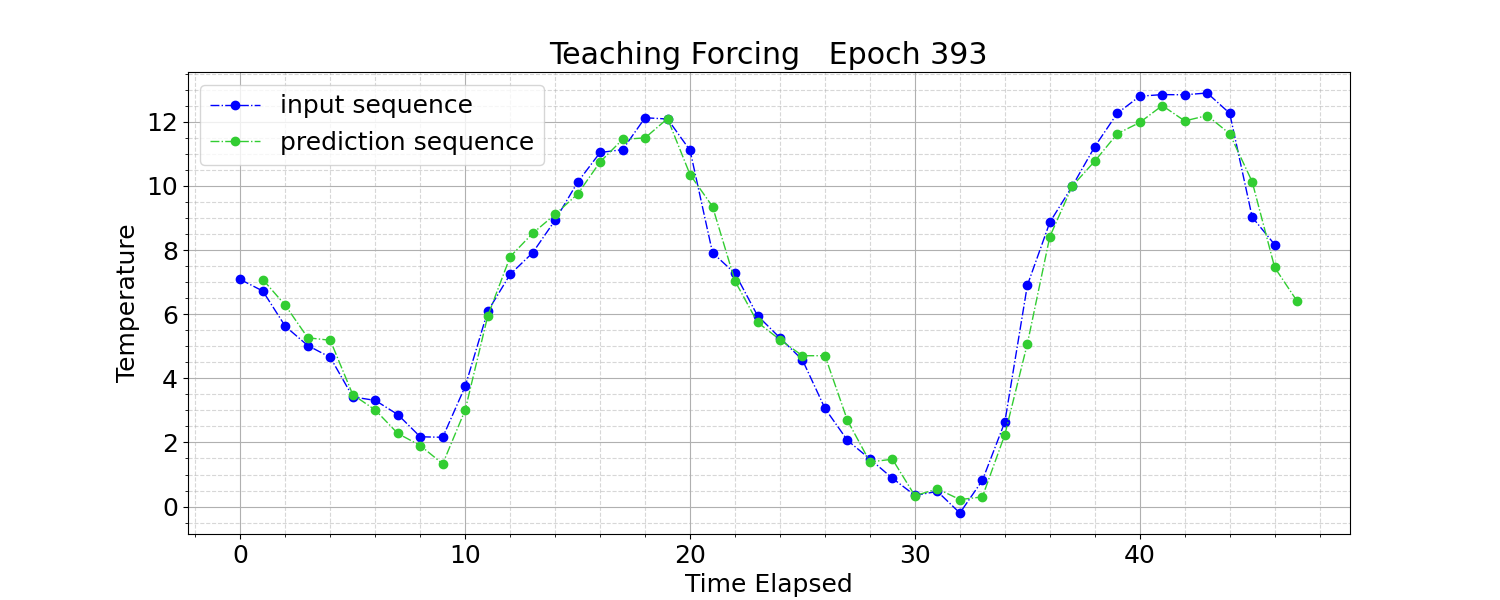 Teaching Forcing   Epoch 393
input sequence
prediction sequence
Temperature
12
10
8
6
4
2
0
0 10 20 30 40
Time Elapsed